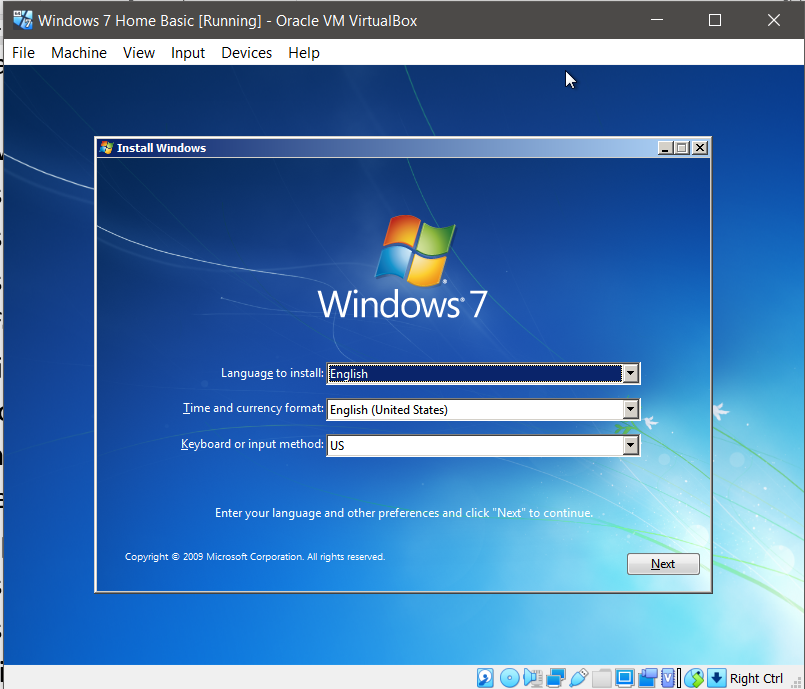 Windows 7 Home Basic [Running] - Oracle VM VirtualBox
File Machine View Input Devices Help
Install Windows
Windows® 7
Language to install: English
Time and currency format: English (United States)
Keyboard or input method: US
Enter your language and other preferences and click "Next" to continue.
Copyright © 2009 Microsoft Corporation. All rights reserved.
Next
Right Ctrl